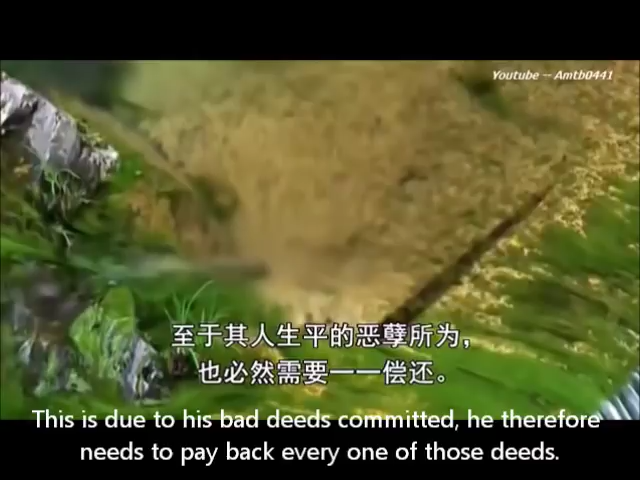 Youtube -- Amtb0441
至于其人生平的恶孽所为，
也必然需要一一偿还。
This is due to his bad deeds committed, he therefore
needs to pay back every one of those deeds.